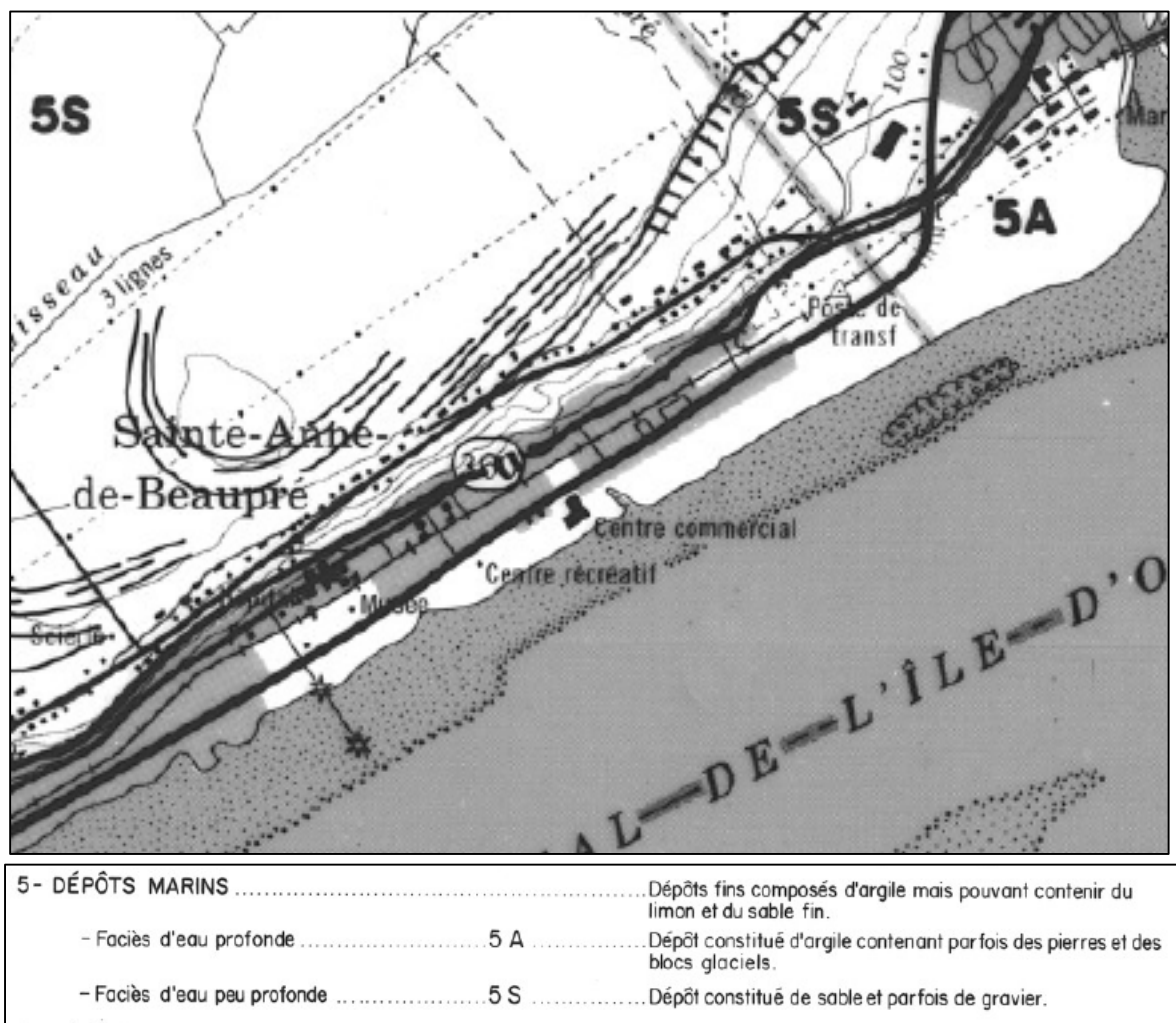 5S
5S
100
Mar
5A
3 lignes
Poste de
transf
Sainte-Anne-
de-Beaupré
360
Centre commercial
Centre récréatif
Musée
Scierie
AL-DE-L'ÎLE-D'O
5- DÉPÔTS MARINS ........ Dépôts fins composés d'argile mais pouvant contenir du
limon et du sable fin.
- Faciès d'eau profonde ........ 5 A ........ Dépôt constitué d'argile contenant parfois des pierres et des
blocs glaciels.
- Faciès d'eau peu profonde ........ 5 S ........ Dépôt constitué de sable et parfois de gravier.